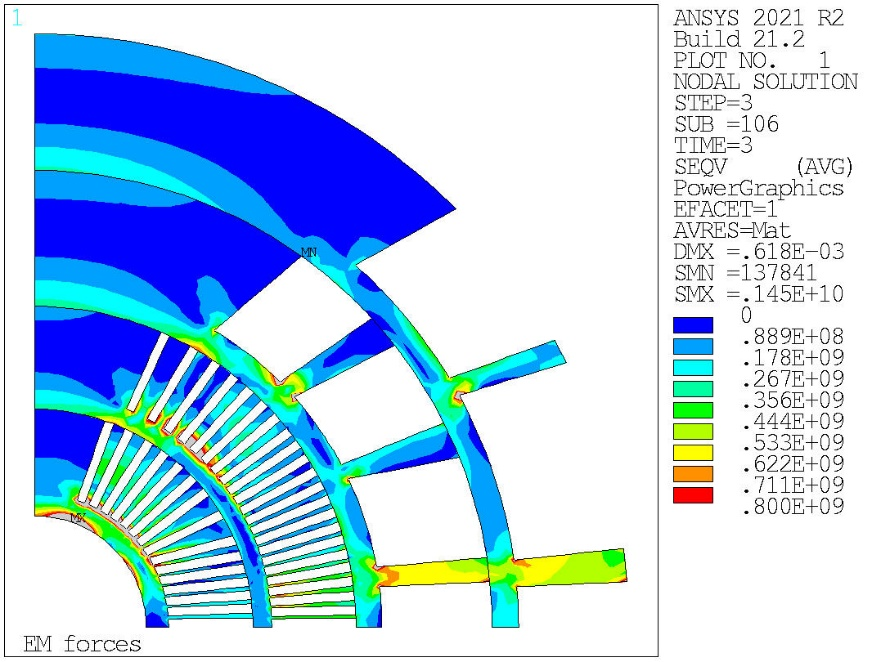 1
ANSYS 2021 R2
Build 21.2
PLOT NO. 1
NODAL SOLUTION
STEP=3
SUB =106
TIME=3
SEQV (AVG)
PowerGraphics
EFACET=1
AVRES=Mat
DMX =.618E-03
SMN =137841
SMX =.145E+10
0
.889E+08
.178E+09
.267E+09
.356E+09
.444E+09
.533E+09
.622E+09
.711E+09
.800E+09
MN
MX
EM forces